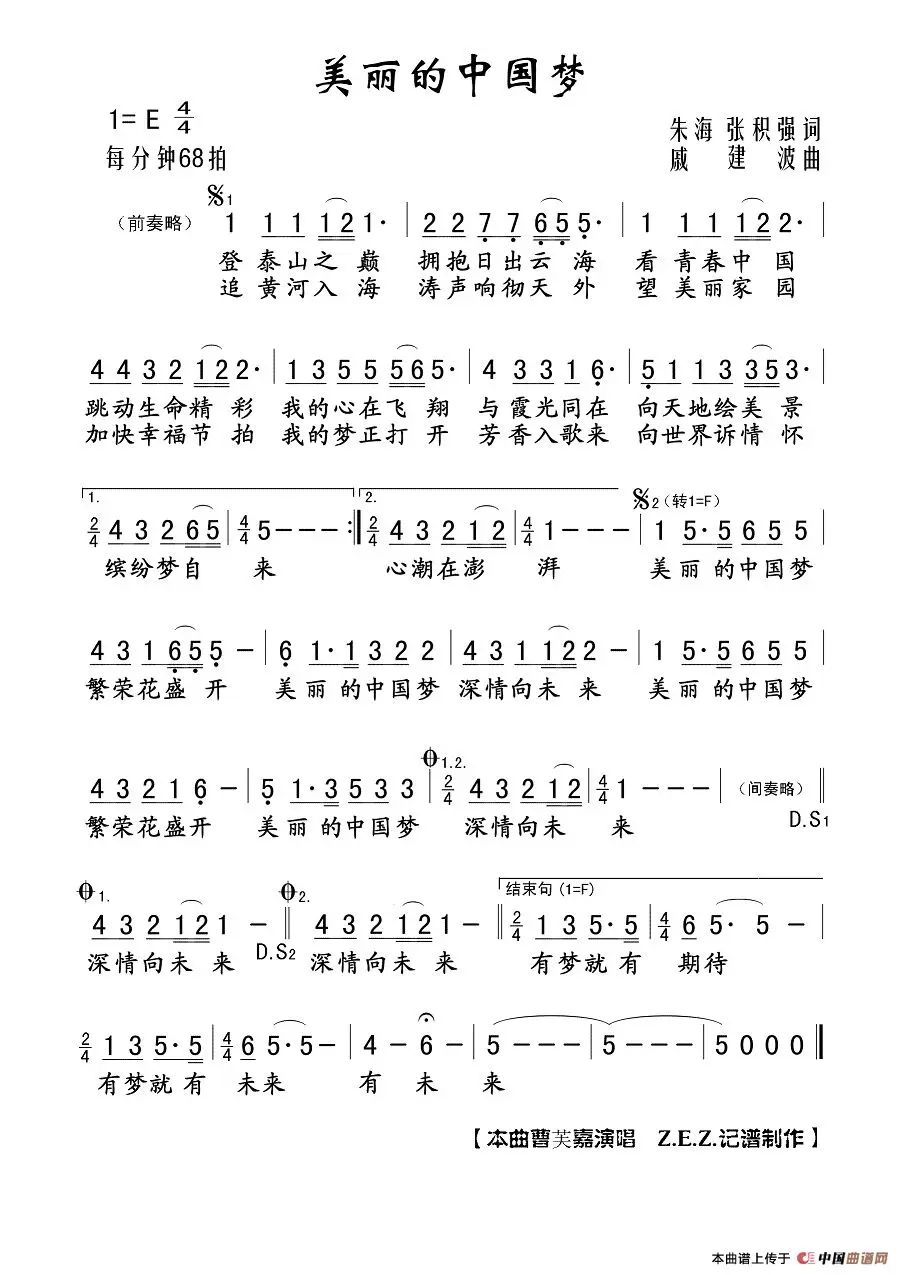 美丽的中国梦
1= E 4/4
朱海 张积强词
每分钟68拍
戚建波曲
𝄋1
（前奏略） 1 1 1 1 2 1· | 2 2 7 7 6 5 5· | 1 1 1 1 2 2 2· |
登 泰山之 巅 拥抱日出云 海 看 青春中 国
追 黄河入 海 涛声响彻天 外 望 美丽家 园
4 4 3 2 1 2 2· | 1 3 5 5 5 6 5· | 4 3 3 1 6· | 5 1 1 3 3 5 3· |
跳动生命精 彩 我的心在飞 翔 与霞光同在 向天地绘美 景
加快幸福节 拍 我的梦正打 开 芳香入歌来 向世界诉情 怀
1. 2. 𝄋2（转1=F）
2/4 4 3 2 6 5 | 4/4 5 - - - :| 2/4 4 3 2 1 2 | 4/4 1 - - - | 1 5· 5 6 5 5 |
缤纷梦自 来 心潮在澎 湃 美丽 的中国梦
4 3 1 6 5 5 - | 6 1· 1 3 2 2 | 4 3 1 1 2 2 - | 1 5· 5 6 5 5 |
繁荣花盛 开 美丽 的中国梦 深情向未 来 美丽 的中国梦
𝄌1.2.
4 3 2 1 6 - | 5 1· 3 5 3 3 | 2/4 4 3 2 1 2 | 4/4 1 - - - | （间奏略） ‖
繁荣花盛开 美丽 的中国梦 深情向未 来
D.S1
𝄌1. 𝄌2. 结束句 (1=F)
4 3 2 1 2 1 - ‖ 4 3 2 1 2 1 - ‖ 2/4 1 3 5· 5 | 4/4 6 5· 5 - |
D.S2
深情向未 来 深情向未 来 有梦就 有 期待
2/4 1 3 5· 5 | 4/4 6 5· 5 - | 4 - 6 - | 5 - - - | 5 - - - | 5 0 0 0 ‖
有梦就 有 未来 有 未 来
【本曲曹芙嘉演唱 Z.E.Z.记谱制作】
本曲谱上传于 中国曲谱网